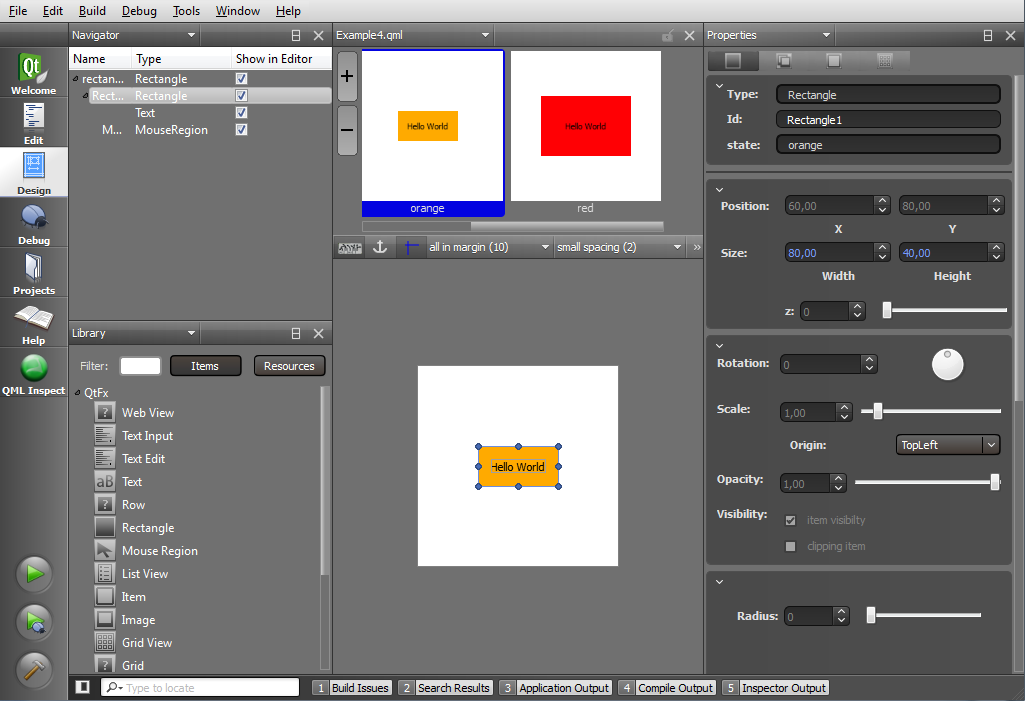 File Edit Build Debug Tools Window Help
Welcome
Edit
Design
Debug
Projects
Help
QML Inspect
Navigator
Name Type Show in Editor
rectan... Rectangle
Rect... Rectangle
Text
M... MouseRegion
Library
Filter: Items Resources
QtFx
Web View
Text Input
Text Edit
aB Text
Row
Rectangle
Mouse Region
List View
Item
Image
Grid View
Grid
Example4.qml
Hello World
orange
Hello World
red
all in margin (10) small spacing (2) »
Hello World
Properties
Type: Rectangle
Id: Rectangle1
state: orange
Position: 60,00 80,00
X Y
Size: 80,00 40,00
Width Height
z: 0
Rotation: 0
Scale: 1,00
Origin: TopLeft
Opacity: 1,00
Visibility: item visibilty
clipping item
Radius: 0
Type to locate
1 Build Issues 2 Search Results 3 Application Output 4 Compile Output 5 Inspector Output